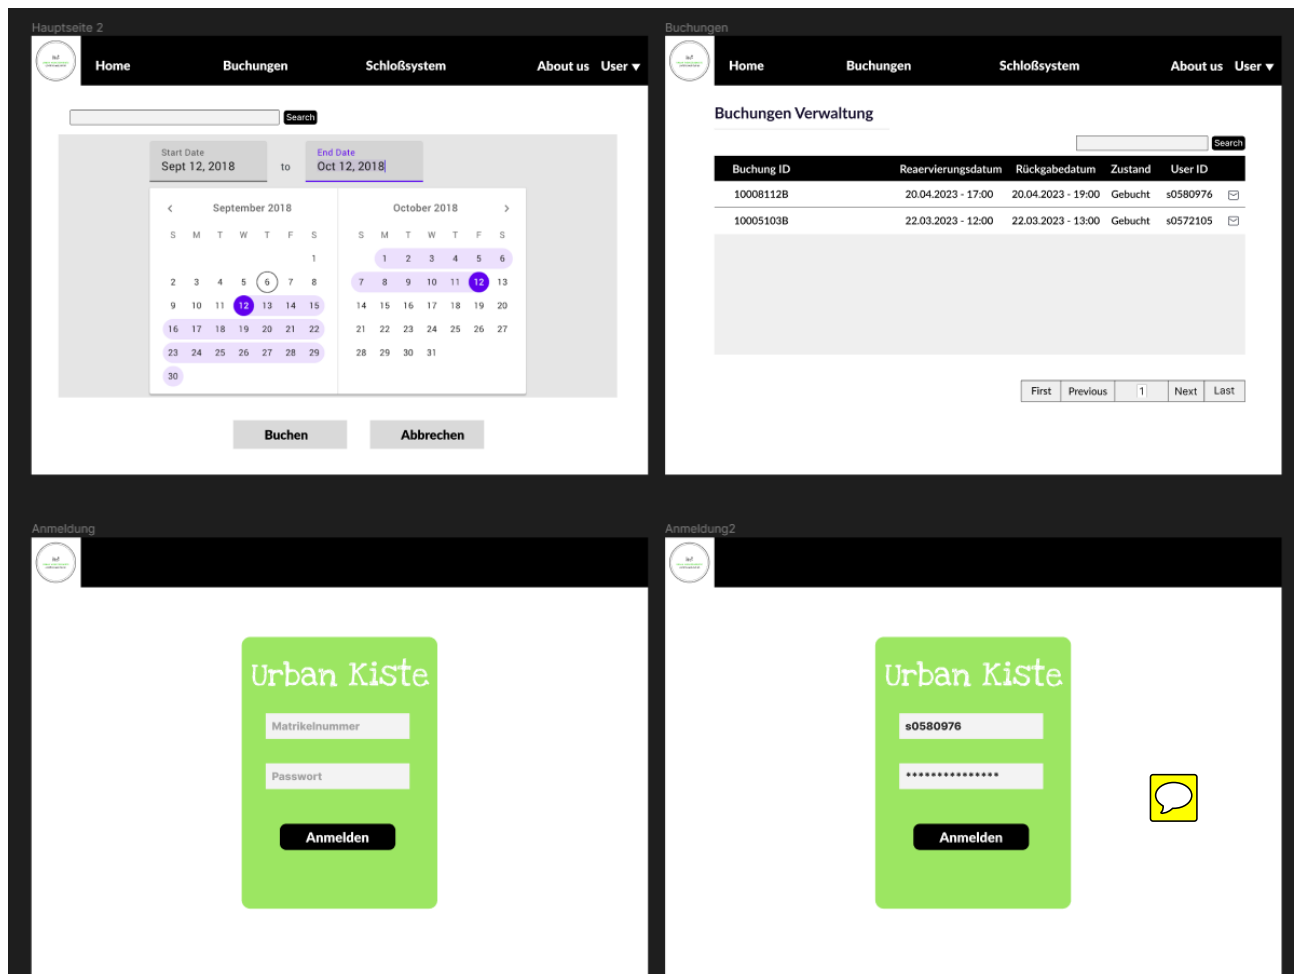 Hauptseite 2
Home Buchungen Schloßsystem About us User ▼
Search
Start Date
Sept 12, 2018
to
End Date
Oct 12, 2018
September 2018
S M T W T F S
1
2 3 4 5 6 7 8
9 10 11 12 13 14 15
16 17 18 19 20 21 22
23 24 25 26 27 28 29
30
October 2018
S M T W T F S
1 2 3 4 5 6
7 8 9 10 11 12 13
14 15 16 17 18 19 20
21 22 23 24 25 26 27
28 29 30 31
Buchen Abbrechen
Buchungen
Home Buchungen Schloßsystem About us User ▼
Buchungen Verwaltung
Search
Buchung ID Reaervierungsdatum Rückgabedatum Zustand User ID
10008112B 20.04.2023 - 17:00 20.04.2023 - 19:00 Gebucht s0580976
10005103B 22.03.2023 - 12:00 22.03.2023 - 13:00 Gebucht s0572105
First Previous 1 Next Last
Anmeldung
Urban Kiste
Matrikelnummer
Passwort
Anmelden
Anmeldung2
Urban Kiste
s0580976
***************
Anmelden